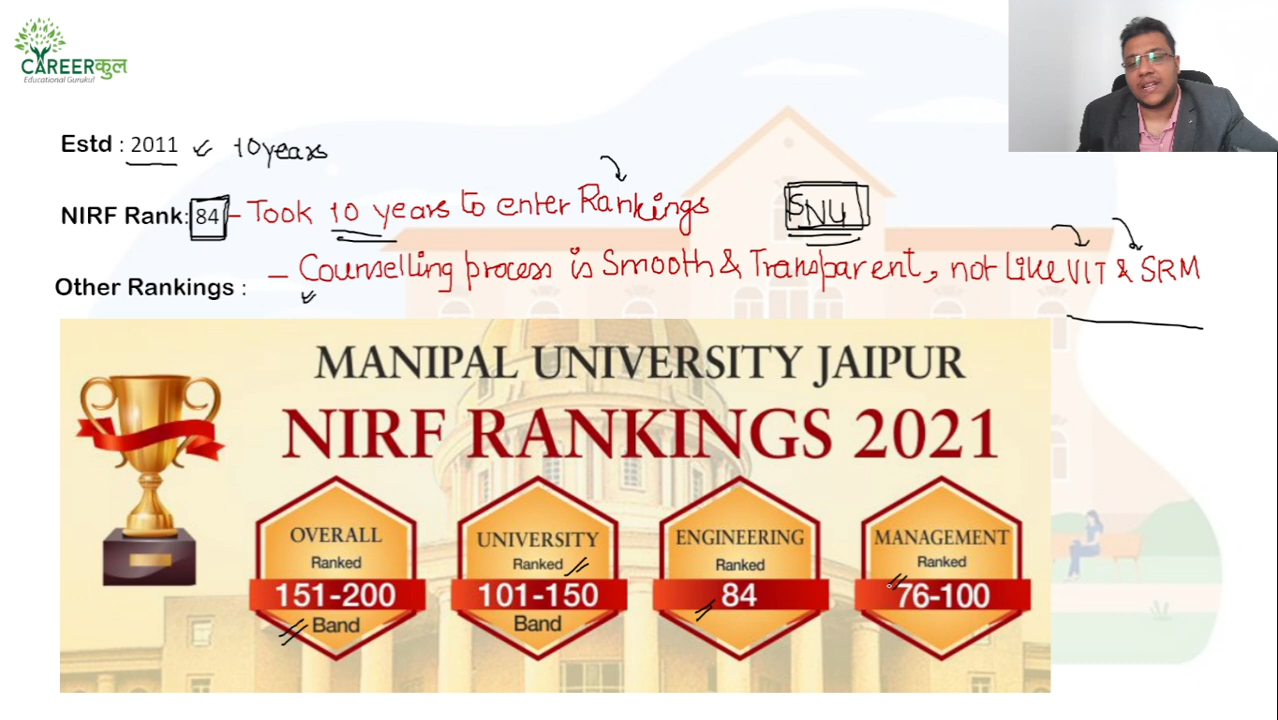 CAREERकुल
Educational Gurukul
Estd : 2011 10years
NIRF Rank: 84 - Took 10 years to enter Rankings SNU
- Counselling process is Smooth & Transparent, not like VIT & SRM
Other Rankings :
MANIPAL UNIVERSITY JAIPUR
NIRF RANKINGS 2021
OVERALL
Ranked
151-200
Band
UNIVERSITY
Ranked
101-150
Band
ENGINEERING
Ranked
84
MANAGEMENT
Ranked
76-100